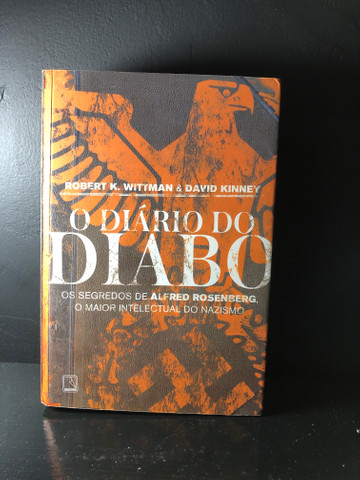 ROBERT K. WITTMAN & DAVID KINNEY
O DIÁRIO DO
DIABO
OS SEGREDOS DE ALFRED ROSENBERG,
O MAIOR INTELECTUAL DO NAZISMO